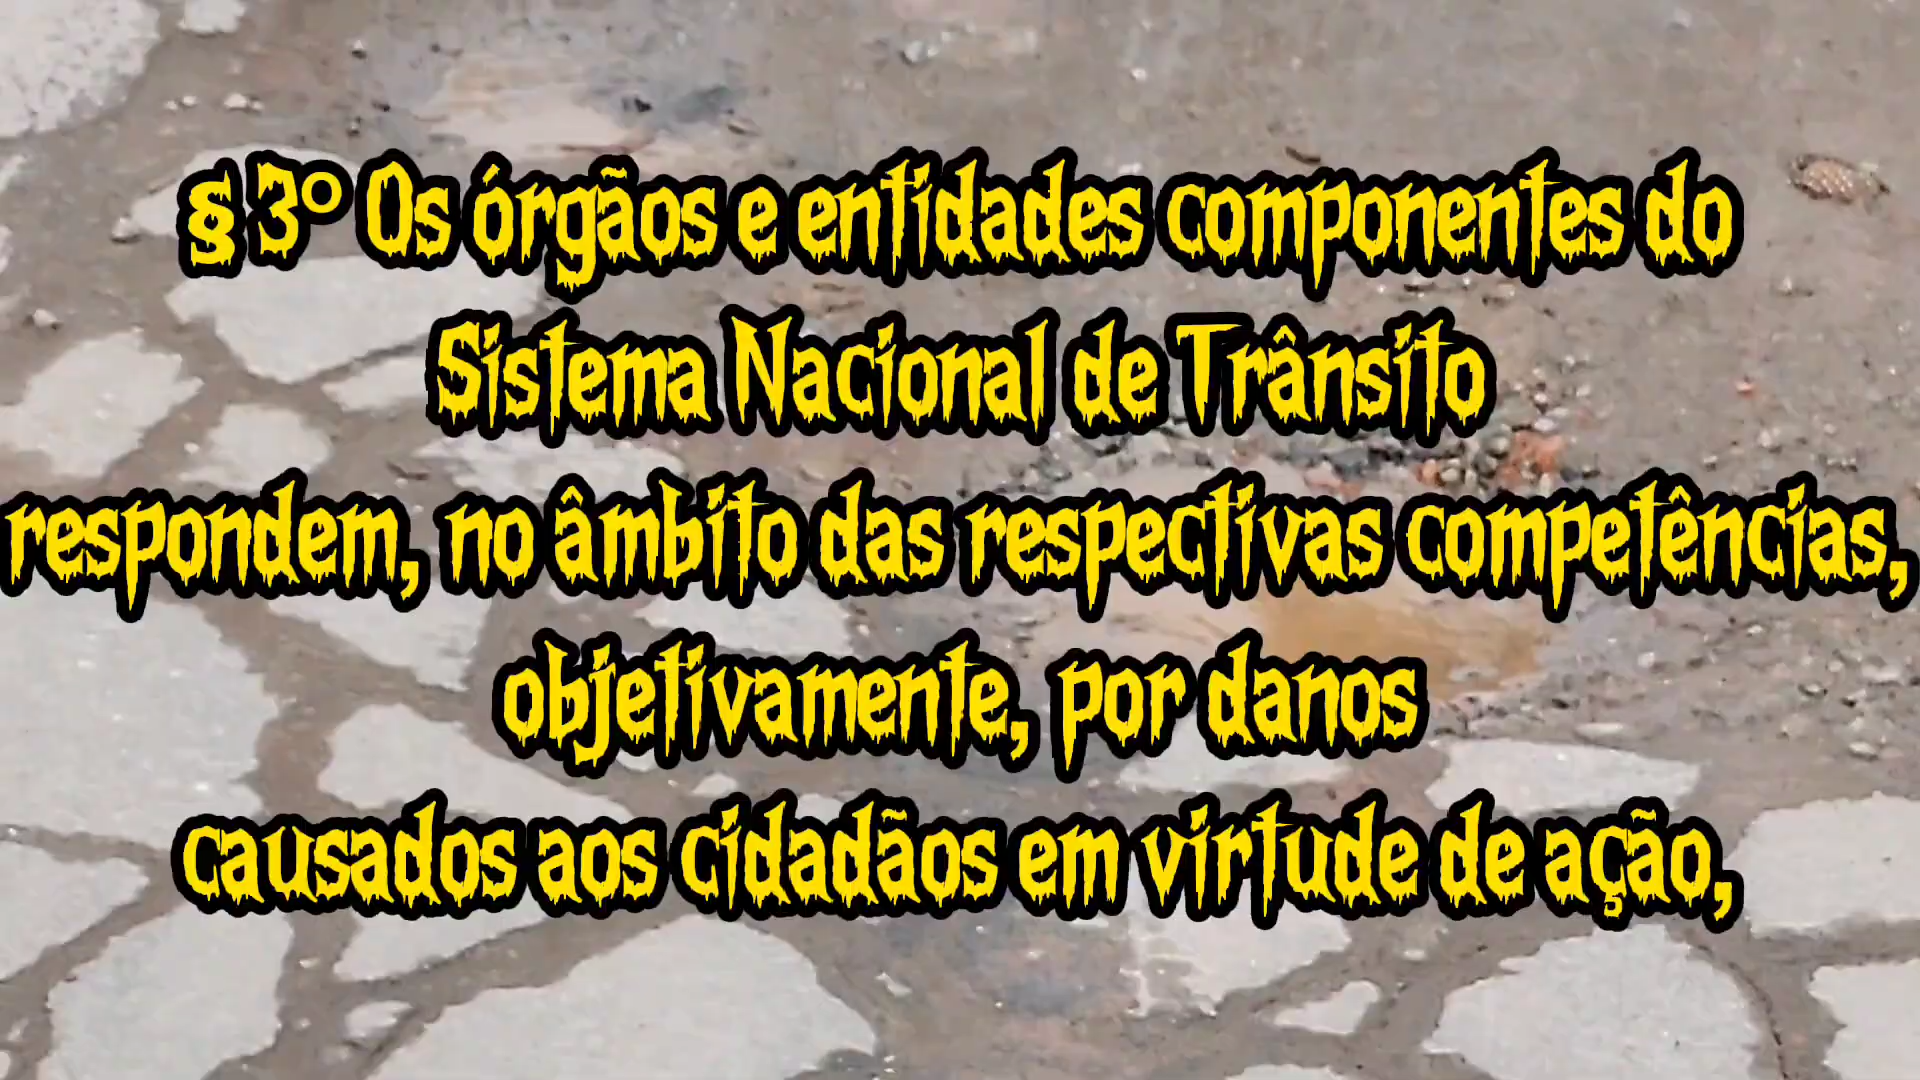 § 3º Os órgãos e entidades componentes do
Sistema Nacional de Trânsito
respondem, no âmbito das respectivas competências,
objetivamente, por danos
causados aos cidadãos em virtude de ação,